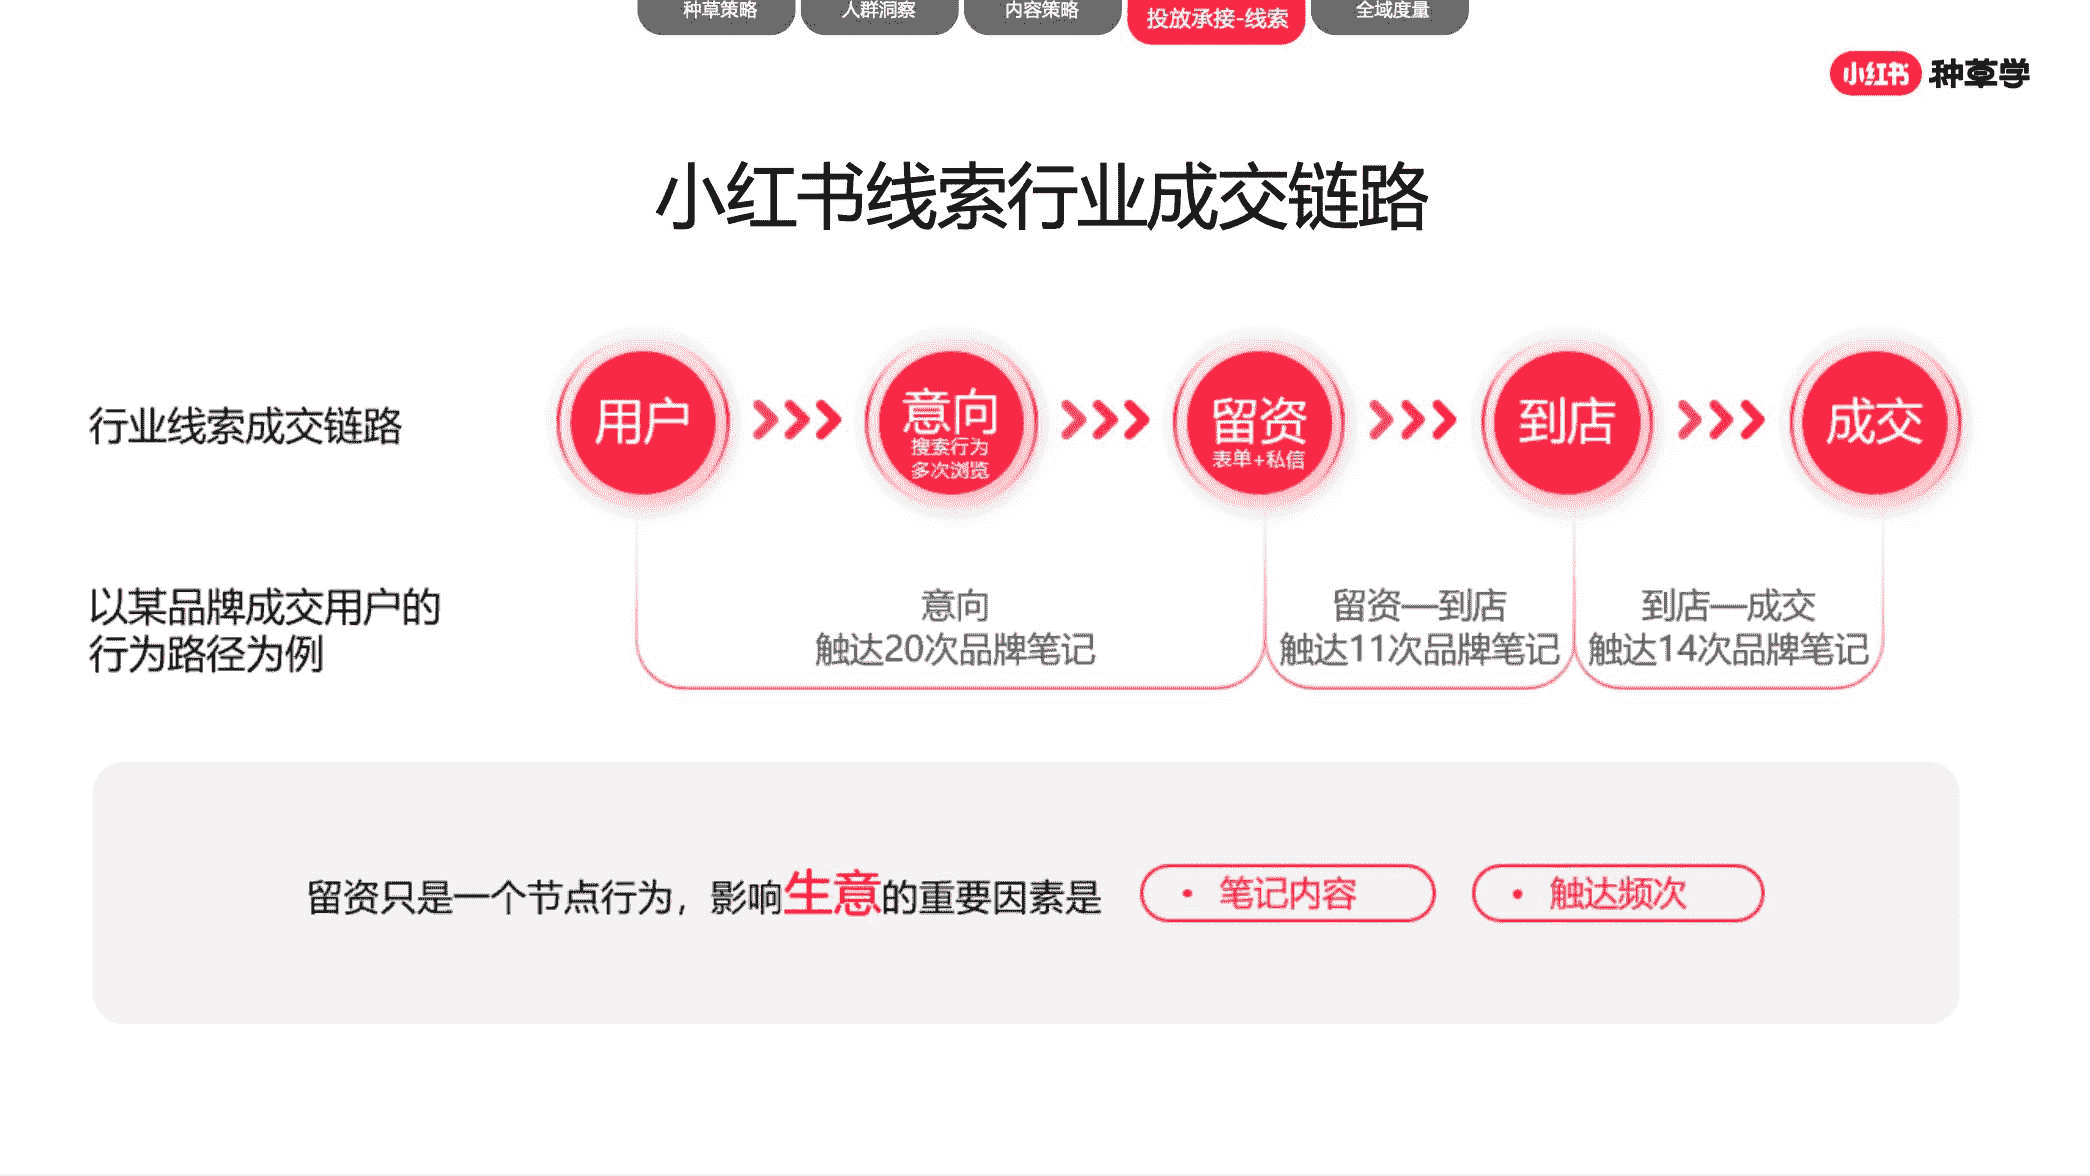 种草策略
人群洞察
内容策略
投放承接-线索
全域度量
小红书 种草学
小红书线索行业成交链路
行业线索成交链路
用户
意向
搜索行为
多次浏览
留资
表单+私信
到店
成交
以某品牌成交用户的
行为路径为例
意向
触达20次品牌笔记
留资—到店
触达11次品牌笔记
到店—成交
触达14次品牌笔记
留资只是一个节点行为，影响生意的重要因素是
• 笔记内容
• 触达频次